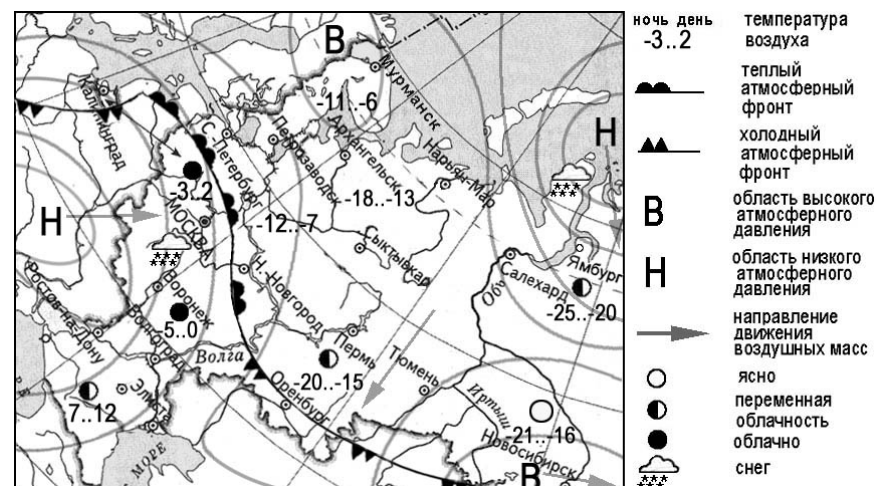 В
Мурманск
-11..-6
Калининград
С.Петербург
Петрозаводск
Архангельск
Нарьян-Мар
Н
-3..2
-18..-13
Н
МОСКВА
-12..-7
Сыктывкар
Салехард
Ямбург
Обь
-25..-20
Ростов-на-Дону
Воронеж
Н.Новгород
-5..0
Волгоград
Волга
Пермь
Тюмень
-20..-15
Элиста
Оренбург
Иртыш
7..12
-21..-16
Новосибирск
МОРЕ
В
ночь день
-3..2
температура
воздуха
теплый
атмосферный
фронт
холодный
атмосферный
фронт
В
область высокого
атмосферного
давления
Н
область низкого
атмосферного
давления
направление
движения
воздушных масс
ясно
переменная
облачность
облачно
снег